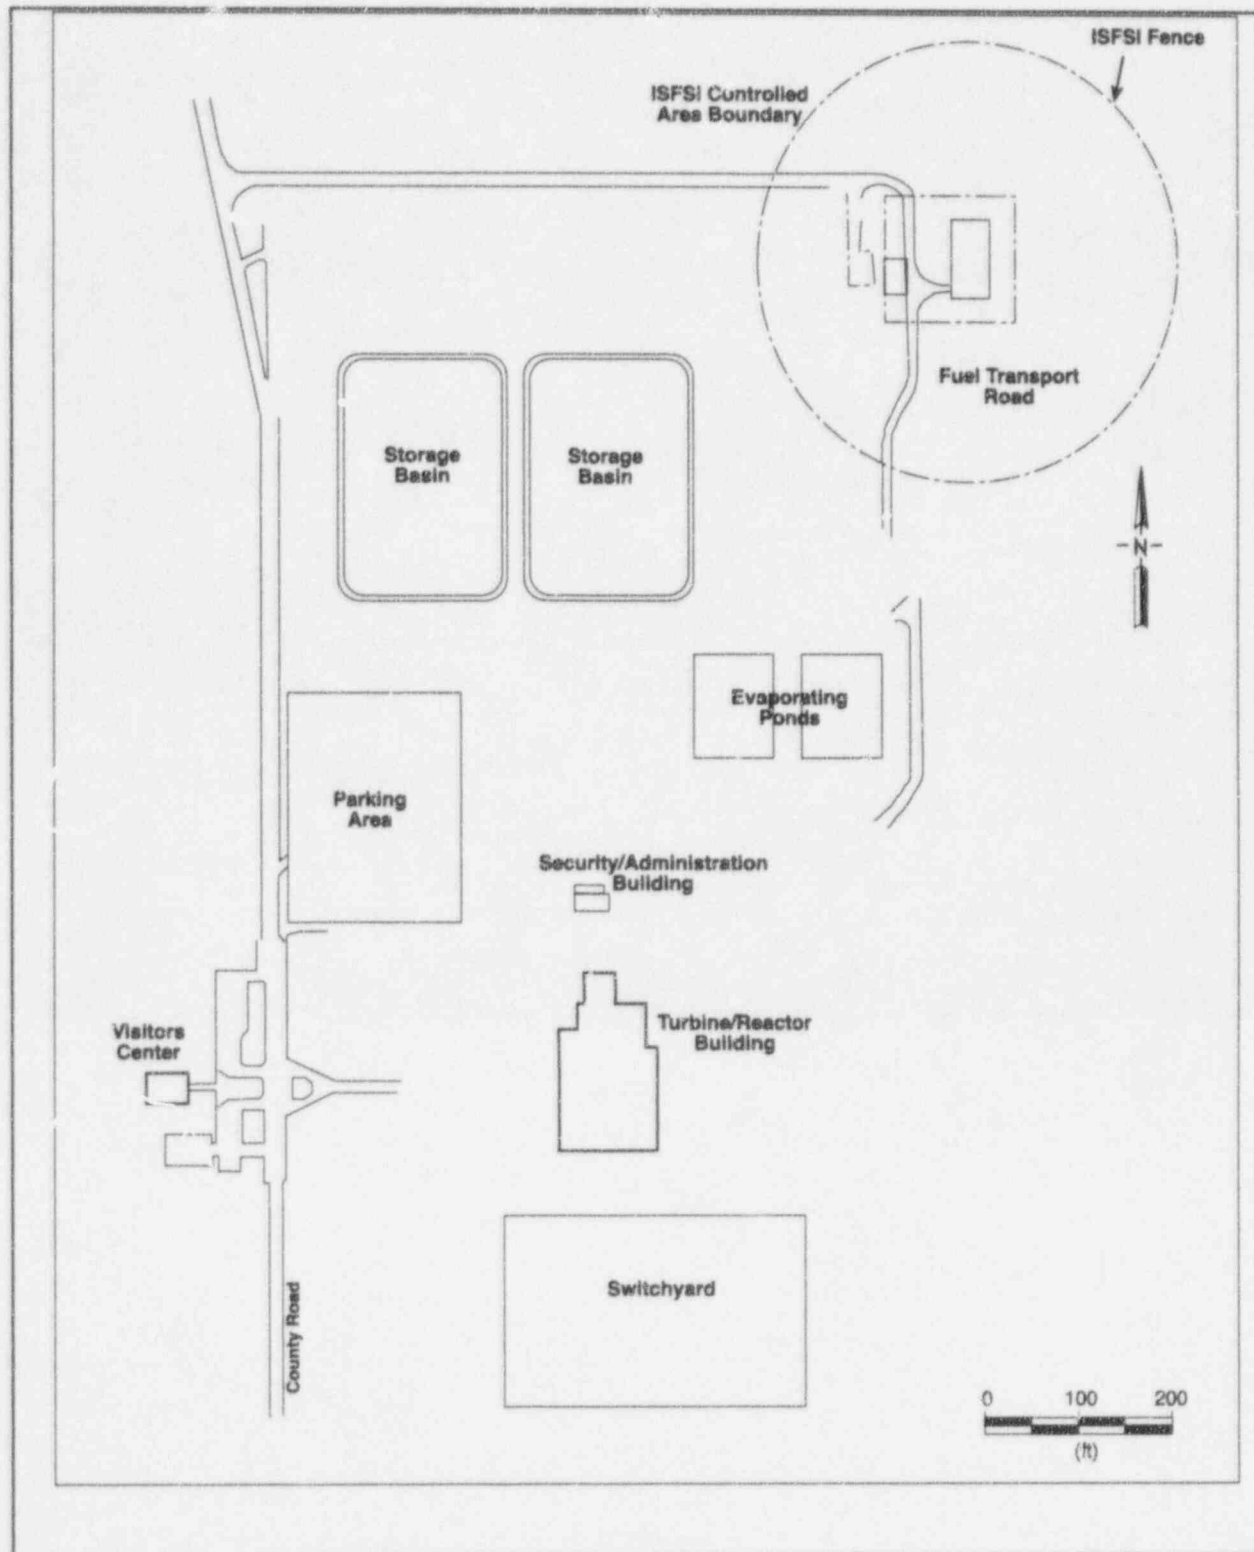 ISFSI Fence
ISFSI Controlled
Area Boundary
Fuel Transport
Road
Storage
Basin
Storage
Basin
N
Evaporating
Ponds
Parking
Area
Security/Administration
Building
Visitors
Center
Turbine/Reactor
Building
Switchyard
County Road
0 100 200
(ft)